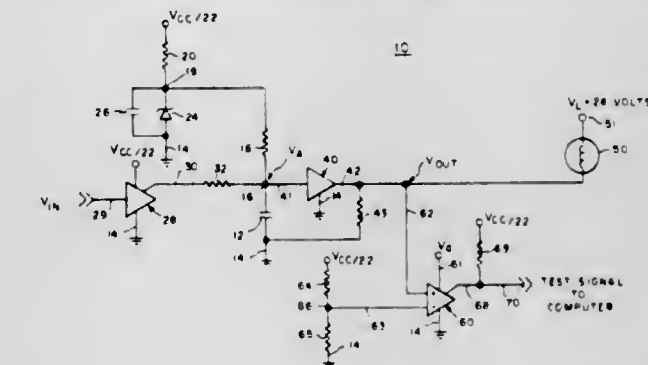 VCC/22
10
20
19
VL + 28 VOLTS
26
24
51
18
50
14
VCC/22
30
32
VA
40
42
VOUT
VIN
29
28
16
41
14
62
VCC/22
14
12
43
VG
69
61
14
VCC/22
64
68
TEST SIGNAL
TO
COMPUTER
66
63
70
60
65
14
14